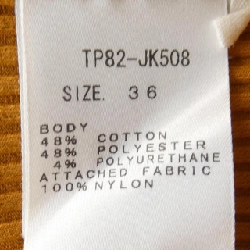 TP82-JK508
SIZE. 36
BODY
48% COTTON
48% POLYESTER
4% POLYURETHANE
ATTACHED FABRIC
100% NYLON